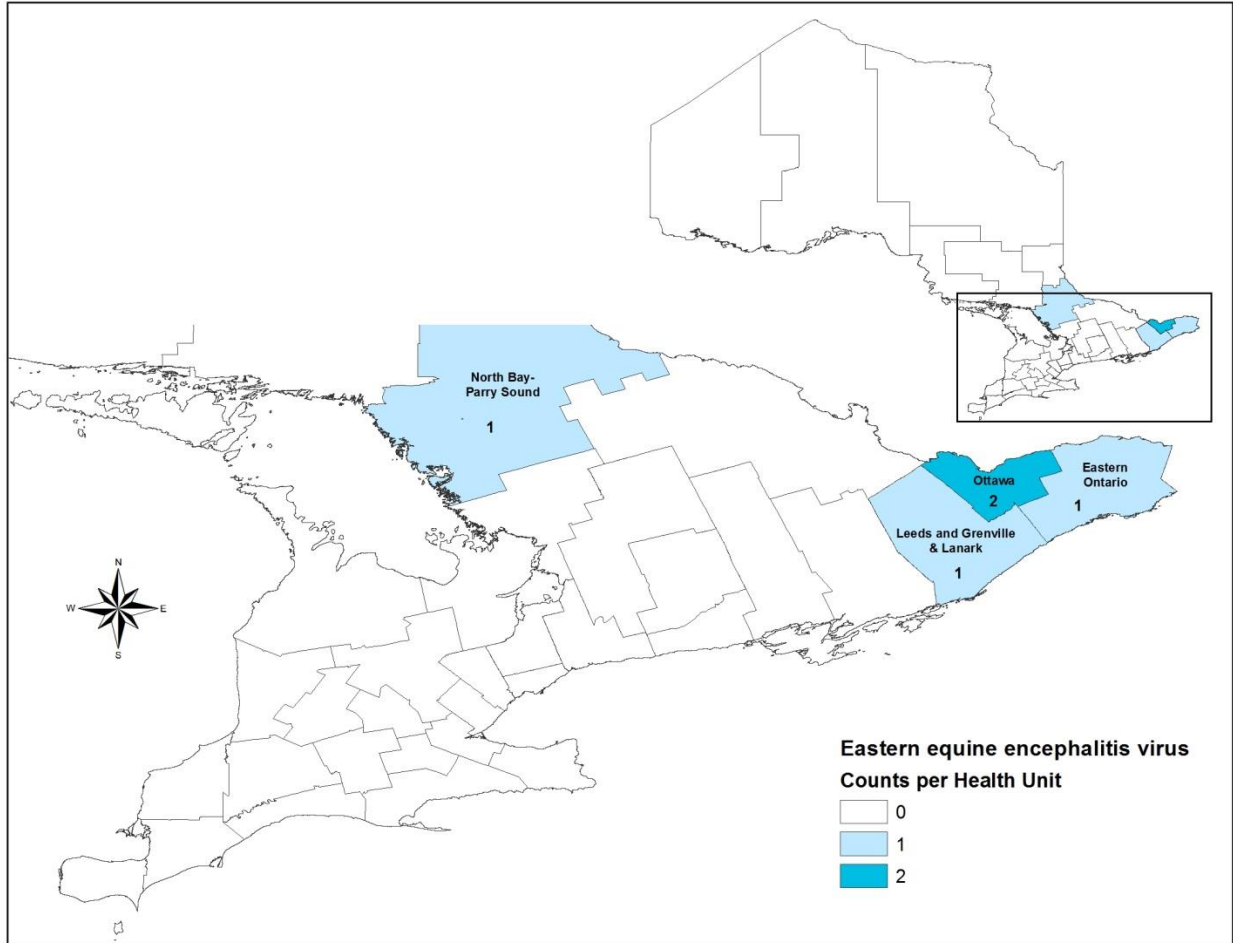 North Bay-
Parry Sound
1
Ottawa
2
Eastern
Ontario
1
Leeds and Grenville
& Lanark
1
N
W
E
S
Eastern equine encephalitis virus
Counts per Health Unit
0
1
2